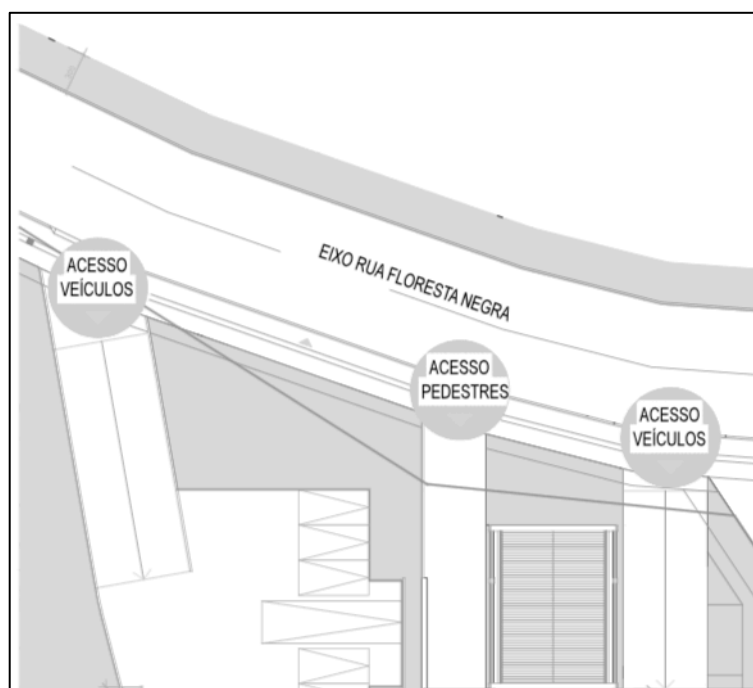 ACESSO
VEÍCULOS
EIXO RUA FLORESTA NEGRA
ACESSO
PEDESTRES
ACESSO
VEÍCULOS